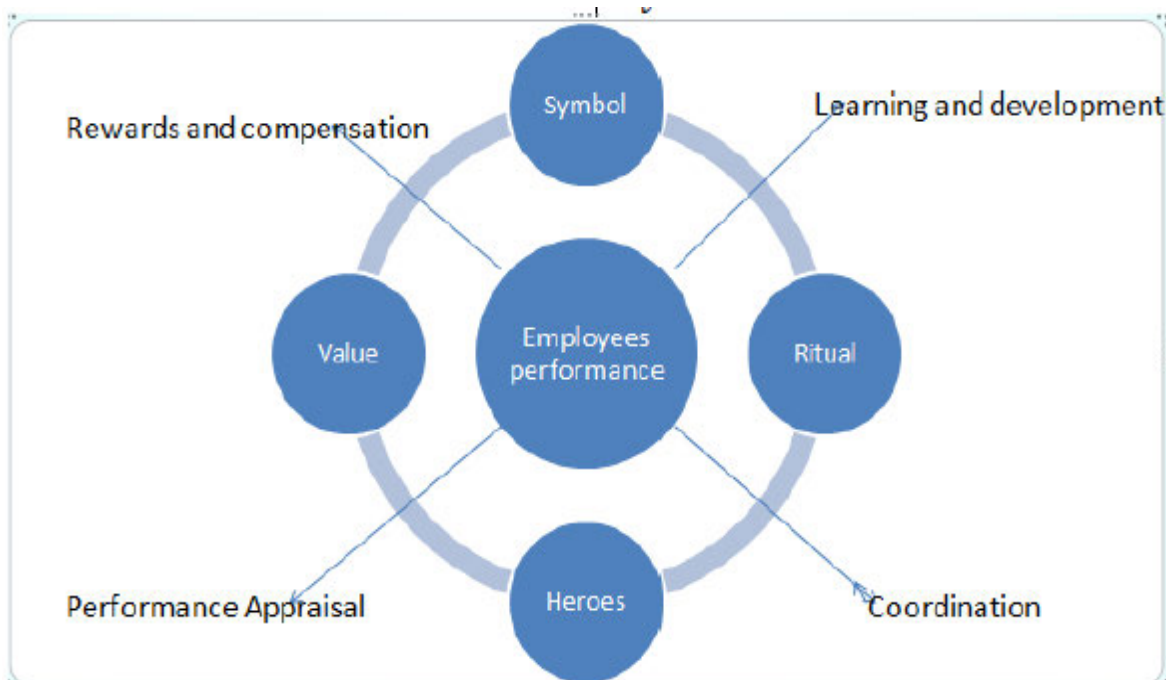 Symbol
Rewards and compensation
Learning and development
Value
Employees
performance
Ritual
Performance Appraisal
Heroes
Coordination